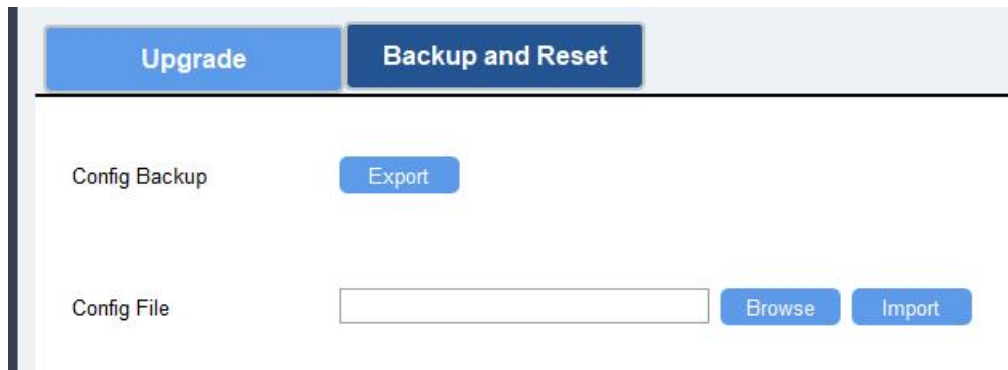 Upgrade
Backup and Reset
Config Backup
Export
Config File
Browse
Import